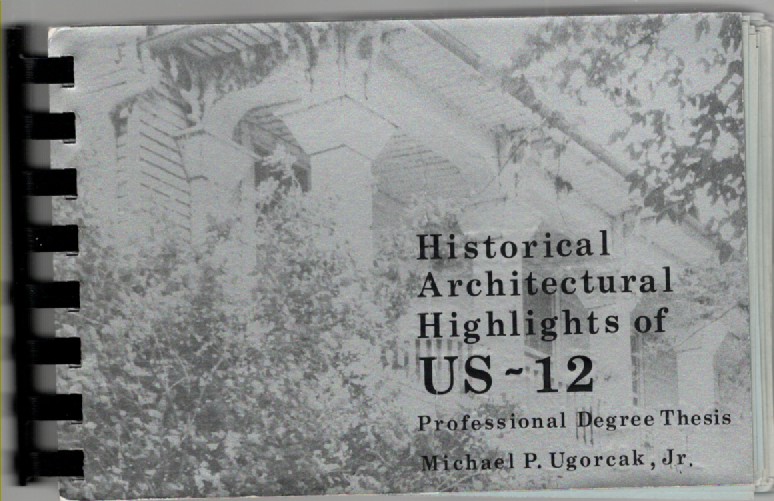 Historical
Architectural
Highlights of
US-12
Professional Degree Thesis
Michael P. Ugorcak, Jr.